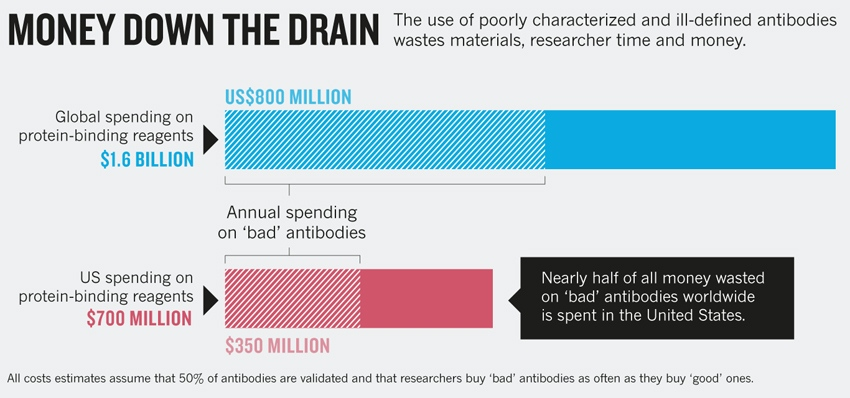 MONEY DOWN THE DRAIN
The use of poorly characterized and ill-defined antibodies
wastes materials, researcher time and money.
US$800 MILLION
Global spending on
protein-binding reagents
$1.6 BILLION
Annual spending
on ‘bad’ antibodies
US spending on
protein-binding reagents
$700 MILLION
Nearly half of all money wasted
on ‘bad’ antibodies worldwide
is spent in the United States.
$350 MILLION
All costs estimates assume that 50% of antibodies are validated and that researchers buy ‘bad’ antibodies as often as they buy ‘good’ ones.